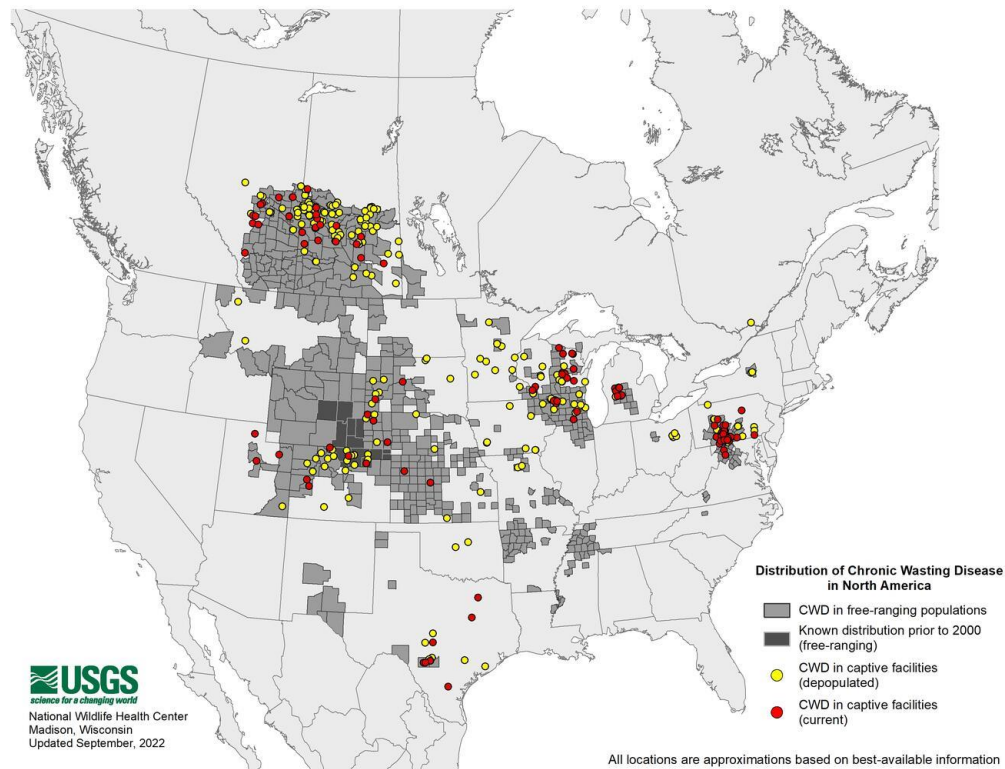 Distribution of Chronic Wasting Disease
in North America
CWD in free-ranging populations
Known distribution prior to 2000
(free-ranging)
CWD in captive facilities
(depopulated)
CWD in captive facilities
(current)
USGS
science for a changing world
National Wildlife Health Center
Madison, Wisconsin
Updated September, 2022
All locations are approximations based on best-available information